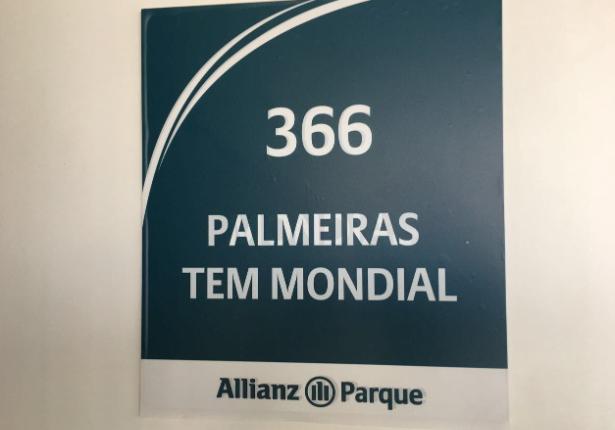 366
PALMEIRAS
TEM MONDIAL
Allianz Parque